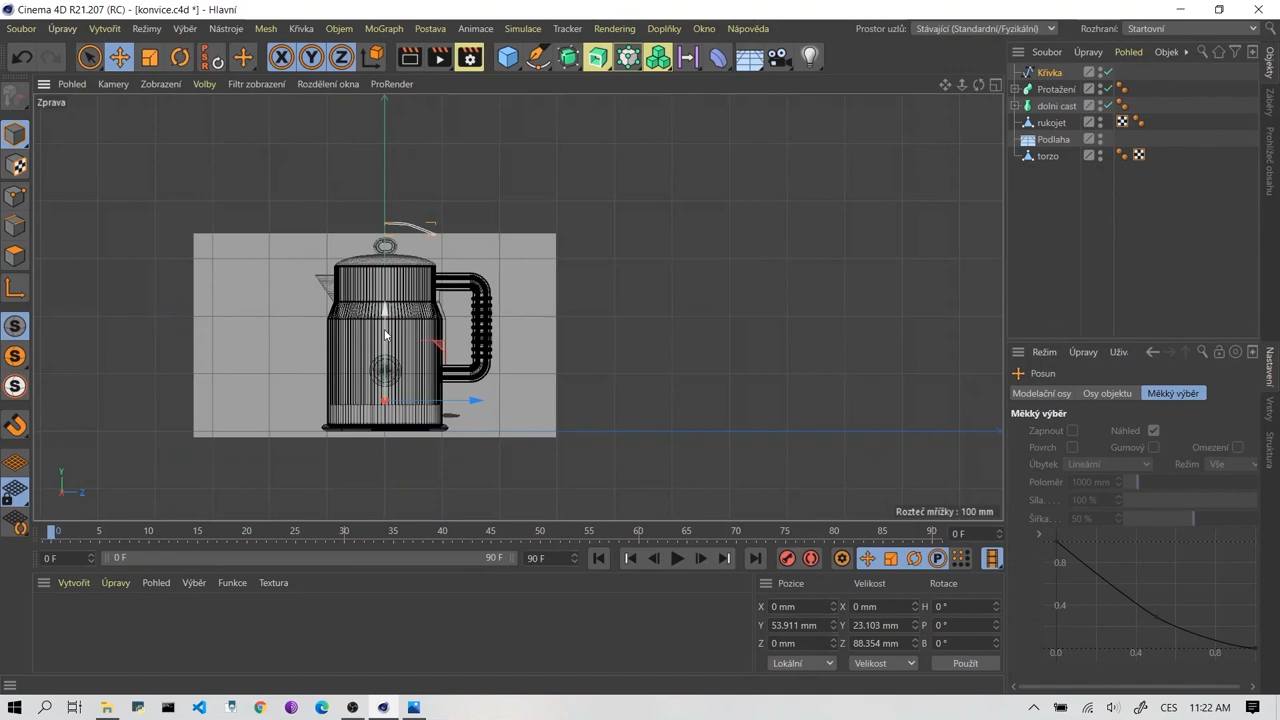 Cinema 4D R21.207 (RC) - [konvice.c4d *] - Hlavní
Soubor Úpravy Vytvořit Režimy Výběr Nástroje Mesh Křivka Objem MoGraph Postava Animace Simulace Tracker Rendering Doplňky Okno Nápověda Prostor uzlů: Stávající (Standardní/Fyzikální) Rozhraní: Startovní
Soubor Úpravy Pohled Objek
Pohled Kamery Zobrazení Volby Filtr zobrazení Rozdělení okna ProRender
Zprava
Křivka
Protažení
dolni cast
rukojet
Podlaha
torzo
Objekty
Záběry
Prohlížeč obsahu
X Y Z
P
S
R
S
S
S
Y
X Z
Rozteč mřížky : 100 mm
Režim Úpravy Uživ.
Posun
Modelační osy Osy objektu Měkký výběr
Měkký výběr
Zapnout Náhled
Povrch Gumový Omezení
Úbytek Lineární Režim Vše
Poloměr 1000 mm
Síla. . . . 100 %
Šířka. . . 50 %
0.8
0.4
0.0 0.4 0.8
Nastavení
Vrstvy
Struktura
0 5 10 15 20 25 30 35 40 45 50 55 60 65 70 75 80 85 90 0 F
0 F 0 F 90 F 90 F P
Vytvořit Úpravy Pohled Výběr Funkce Textura
Pozice Velikost Rotace
X 0 mm X 0 mm H 0 °
Y 53.911 mm Y 23.103 mm P 0 °
Z 0 mm Z 88.354 mm B 0 °
Lokální Velikost Použít
CES 11:22 AM